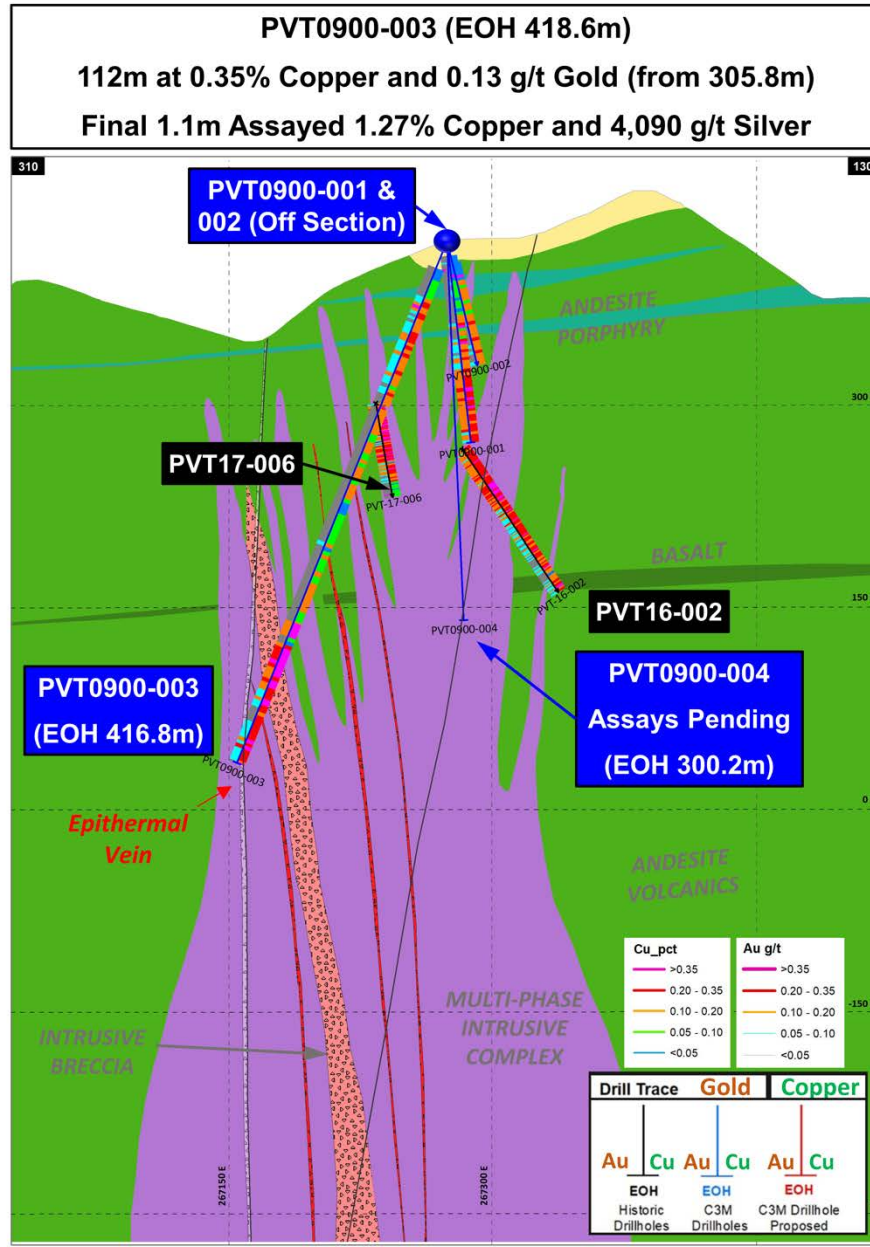 PVT0900-003 (EOH 418.6m)
112m at 0.35% Copper and 0.13 g/t Gold (from 305.8m)
Final 1.1m Assayed 1.27% Copper and 4,090 g/t Silver
310
130
PVT0900-001 &
002 (Off Section)
ANDESITE
PORPHYRY
PVT0900-002
300
PVT0900-001
PVT17-006
PVT-17-006
BASALT
PVT-16-002
150
PVT16-002
PVT0900-004
PVT0900-003
(EOH 416.8m)
PVT0900-004
Assays Pending
(EOH 300.2m)
PVT0900-003
0
Epithermal
Vein
ANDESITE
VOLCANICS
Cu_pct
>0.35
0.20 - 0.35
0.10 - 0.20
0.05 - 0.10
<0.05
Au g/t
>0.35
0.20 - 0.35
0.10 - 0.20
0.05 - 0.10
<0.05
-150
INTRUSIVE
BRECCIA
MULTI-PHASE
INTRUSIVE
COMPLEX
267150 E
267300 E
Drill Trace Gold Copper
Au Cu Au Cu Au Cu
EOH EOH EOH
Historic C3M C3M Drillhole
Drillholes Drillholes Proposed